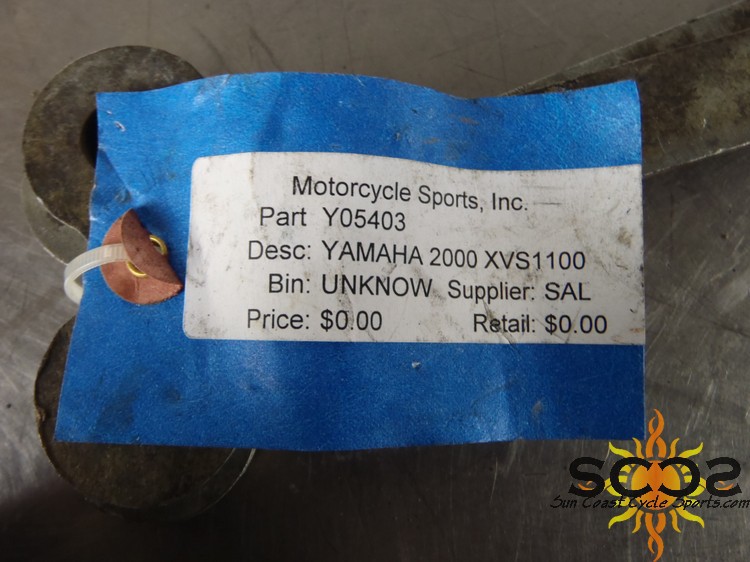 Motorcycle Sports, Inc.
Part Y05403
Desc: YAMAHA 2000 XVS1100
Bin: UNKNOW Supplier: SAL
Price: $0.00 Retail: $0.00
SCCS
Sun Coast Cycle Sports.com